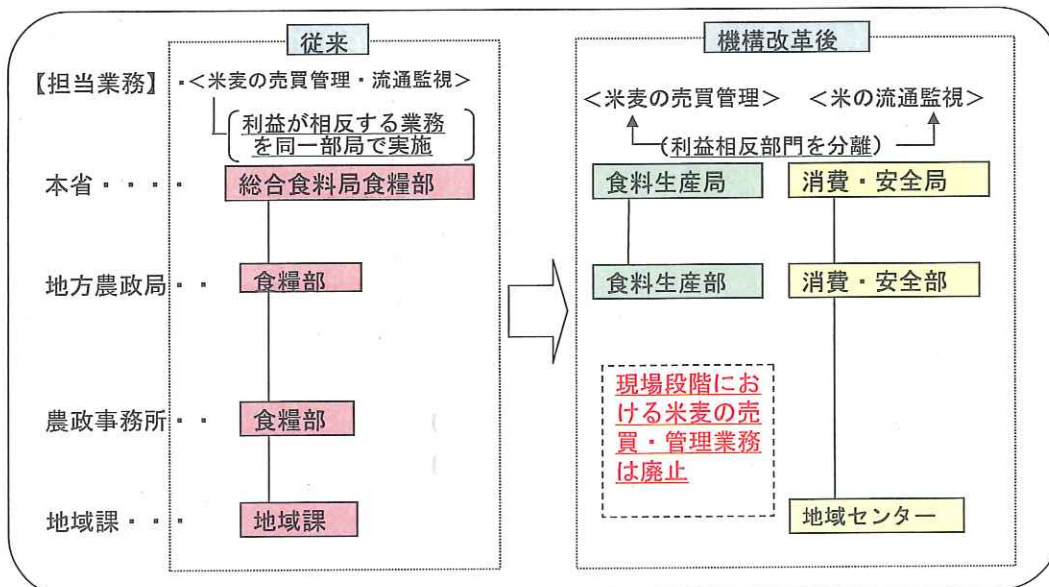 従来
機構改革後
【担当業務】・<米麦の売買管理・流通監視>
利益が相反する業務
を同一部局で実施
<米麦の売買管理>
<米の流通監視>
(利益相反部門を分離)
本省・・・・
総合食料局食糧部
食料生産局
消費・安全局
地方農政局・・
食糧部
食料生産部
消費・安全部
農政事務所・・
食糧部
現場段階にお
ける米麦の売
買・管理業務
は廃止
地域課・・・
地域課
地域センター